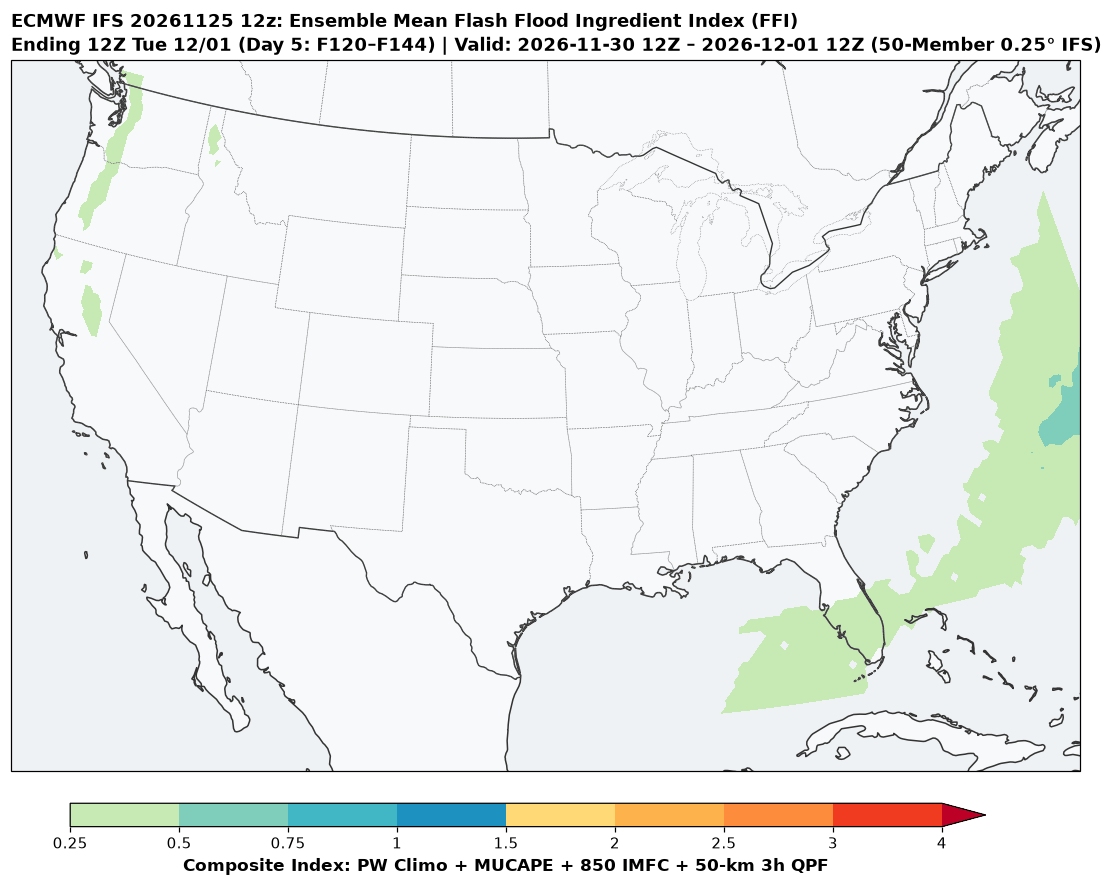 ECMWF IFS 20261125 12z: Ensemble Mean Flash Flood Ingredient Index (FFI)
Ending 12Z Tue 12/01 (Day 5: F120–F144) | Valid: 2026-11-30 12Z – 2026-12-01 12Z (50-Member 0.25° IFS)
0.25 0.5 0.75 1 1.5 2 2.5 3 4
Composite Index: PW Climo + MUCAPE + 850 IMFC + 50-km 3h QPF